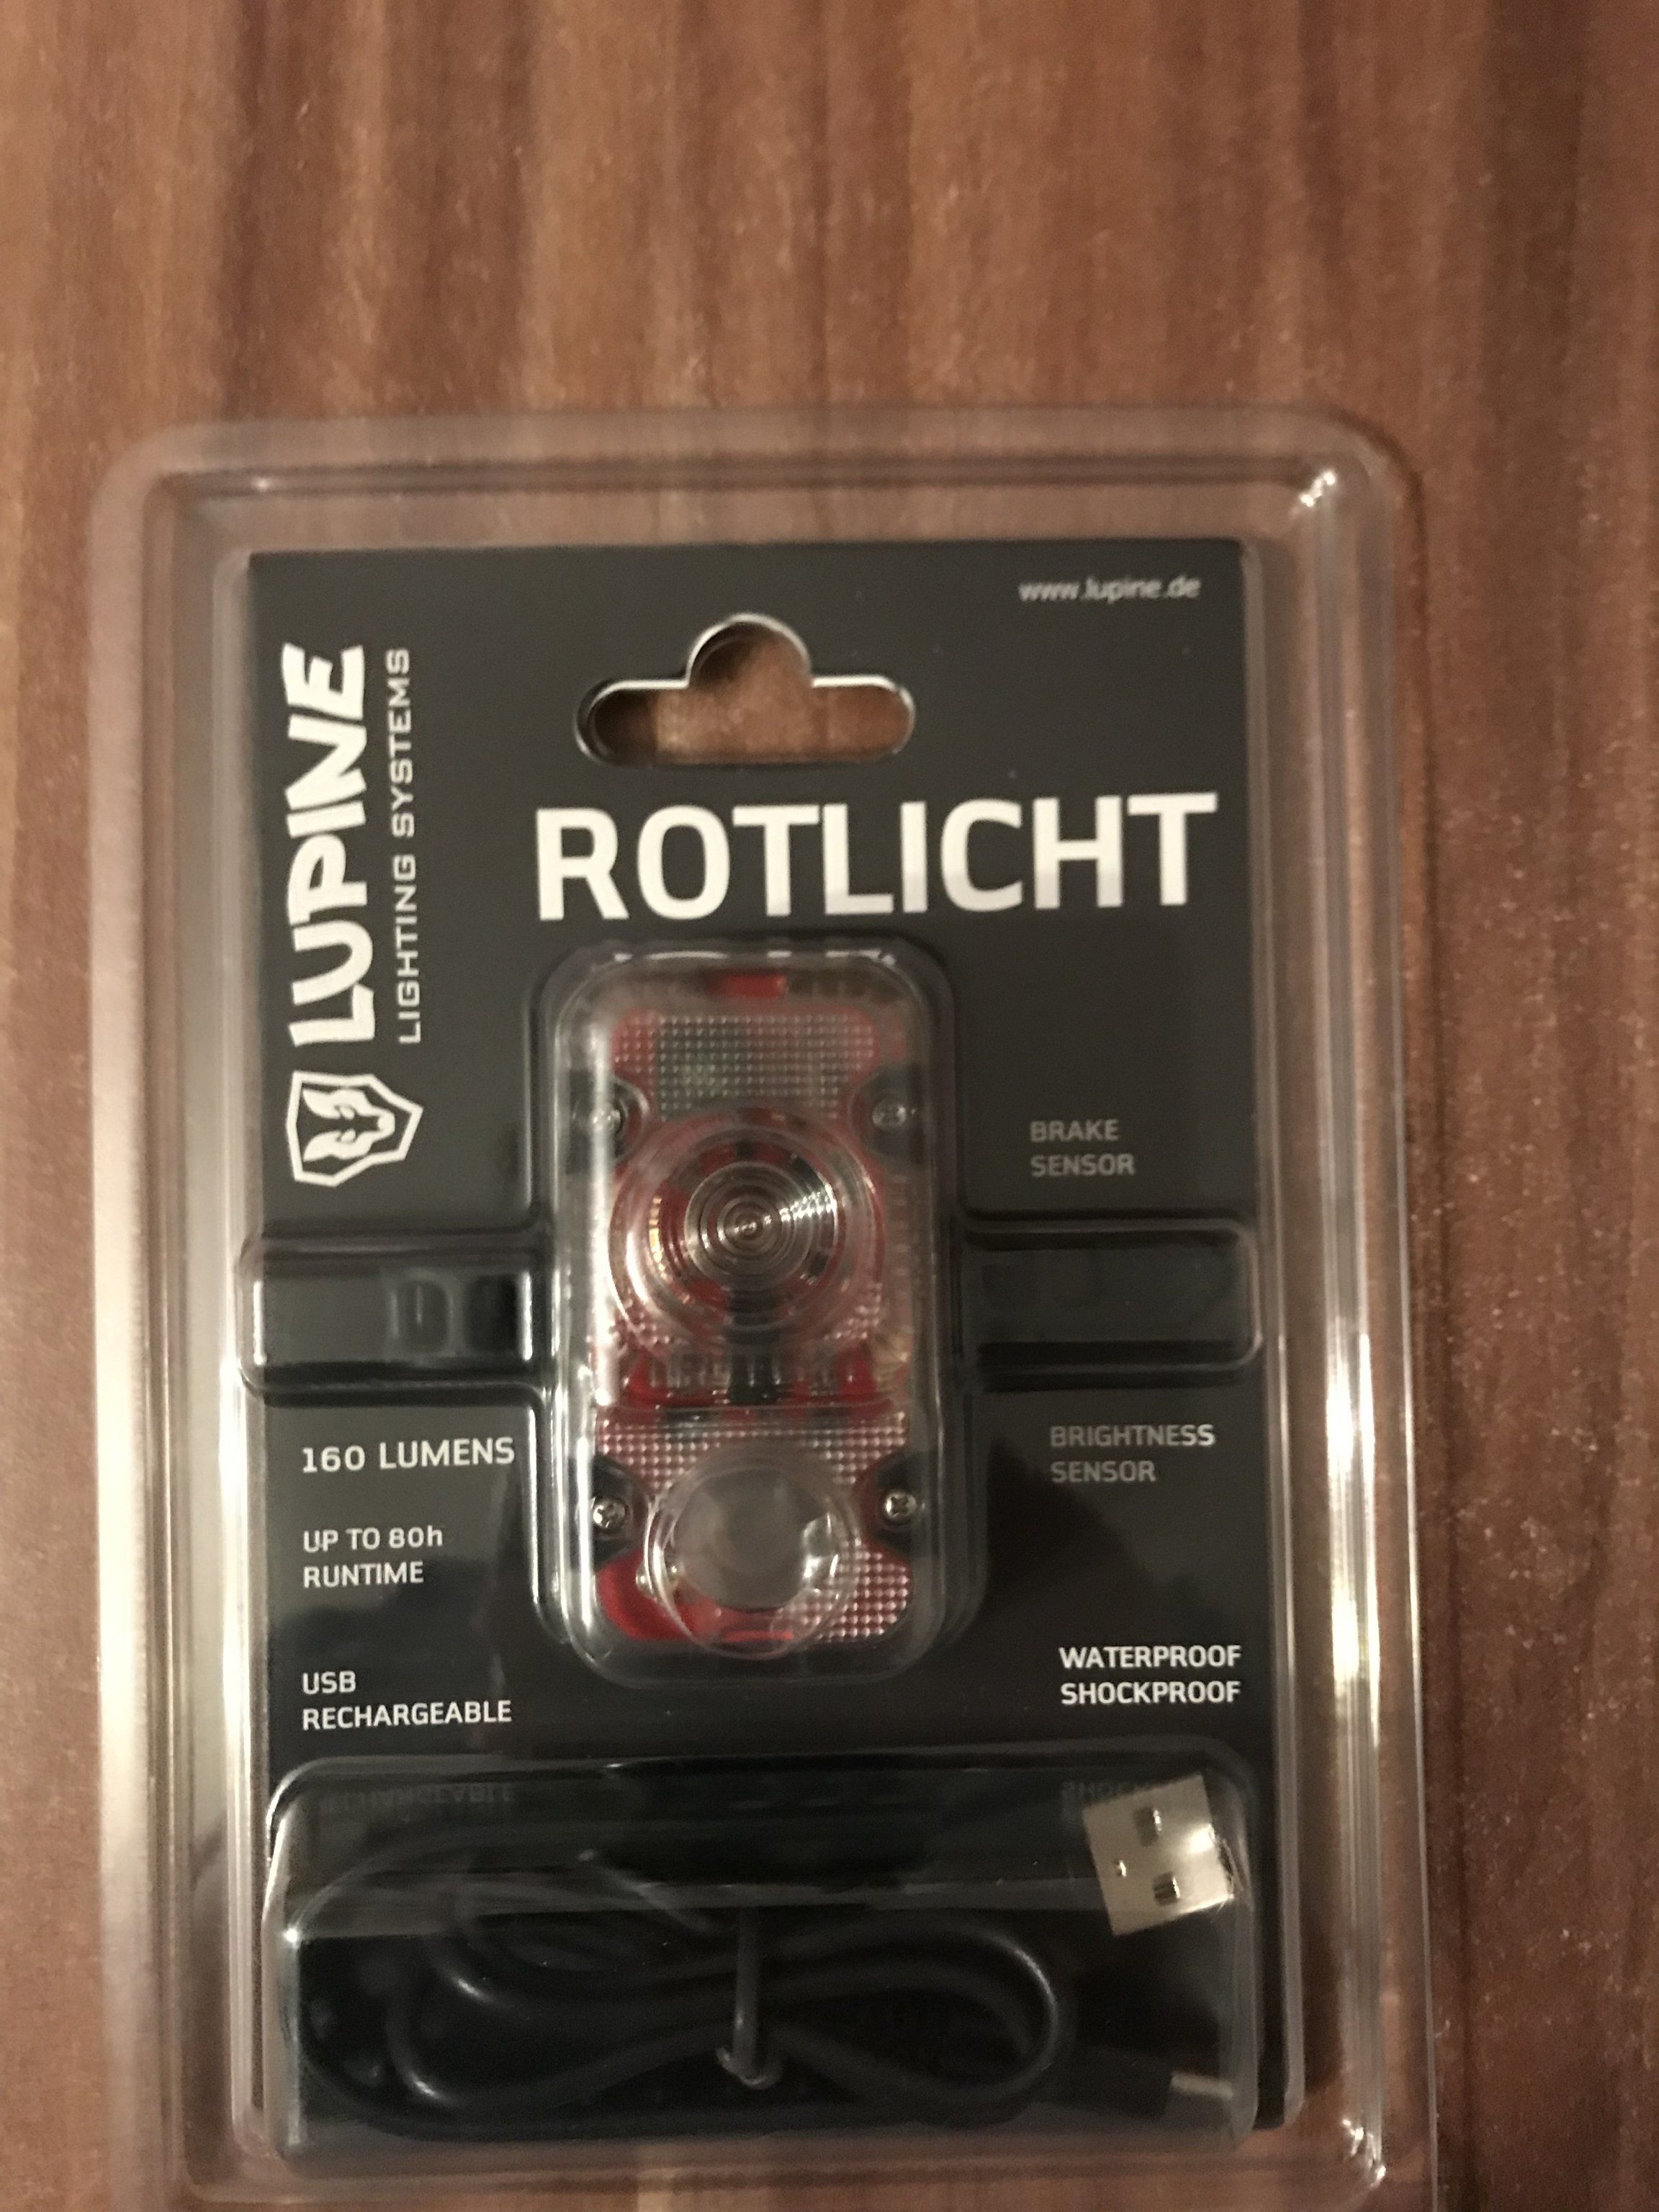 www.lupine.de
LUPINE
LIGHTING SYSTEMS
ROTLICHT
BRAKE
SENSOR
160 LUMENS
UP TO 80h
RUNTIME
USB
RECHARGEABLE
BRIGHTNESS
SENSOR
WATERPROOF
SHOCKPROOF